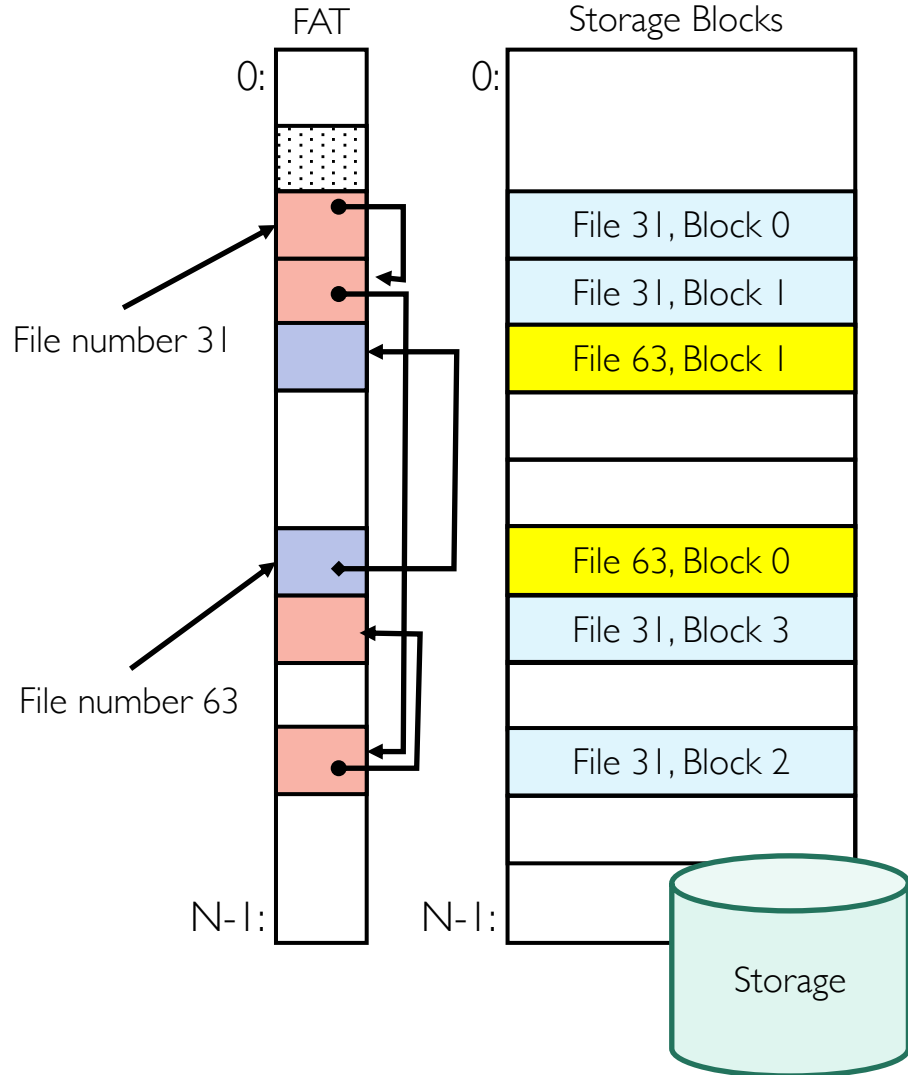 FAT
Storage Blocks
0:
0:
File 31, Block 0
File 31, Block 1
File number 31
File 63, Block 1
File 63, Block 0
File 31, Block 3
File number 63
File 31, Block 2
N-1:
N-1:
Storage